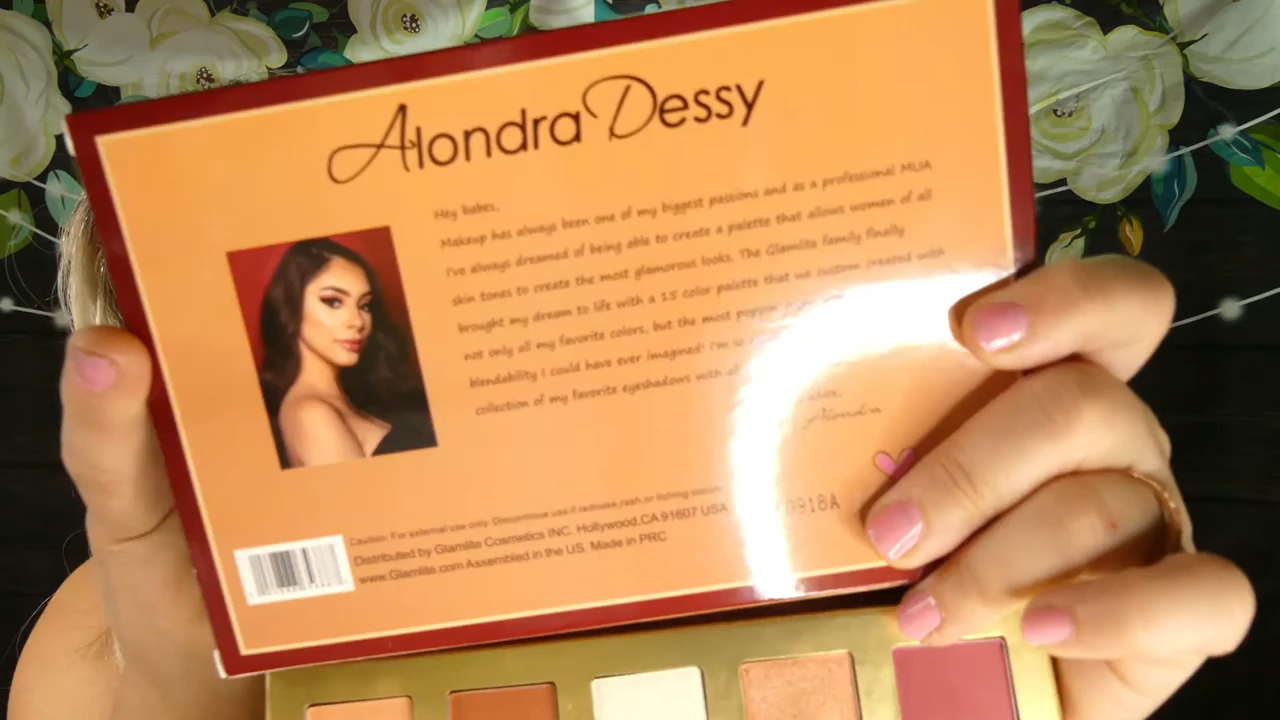 Alondra Dessy
Hey babes,
Makeup has always been one of my biggest passions and as a professional MUA
I've always dreamed of being able to create a palette that allows women of all
skin tones to create the most glamorous looks. The Glamlite family finally
brought my dream to life with a 15 color palette that we custom created with
not only all my favorite colors, but the most
blendability I could have ever imagined! I'm so
collection of my favorite eyeshadows with
Alondra
Caution: For external use only. Discontinue use if redness, rash or itching
Distributed by Glamlite Cosmetics INC. Hollywood, CA 91607 USA
0918A
www.Glamlite.com Assembled in the US. Made in PRC